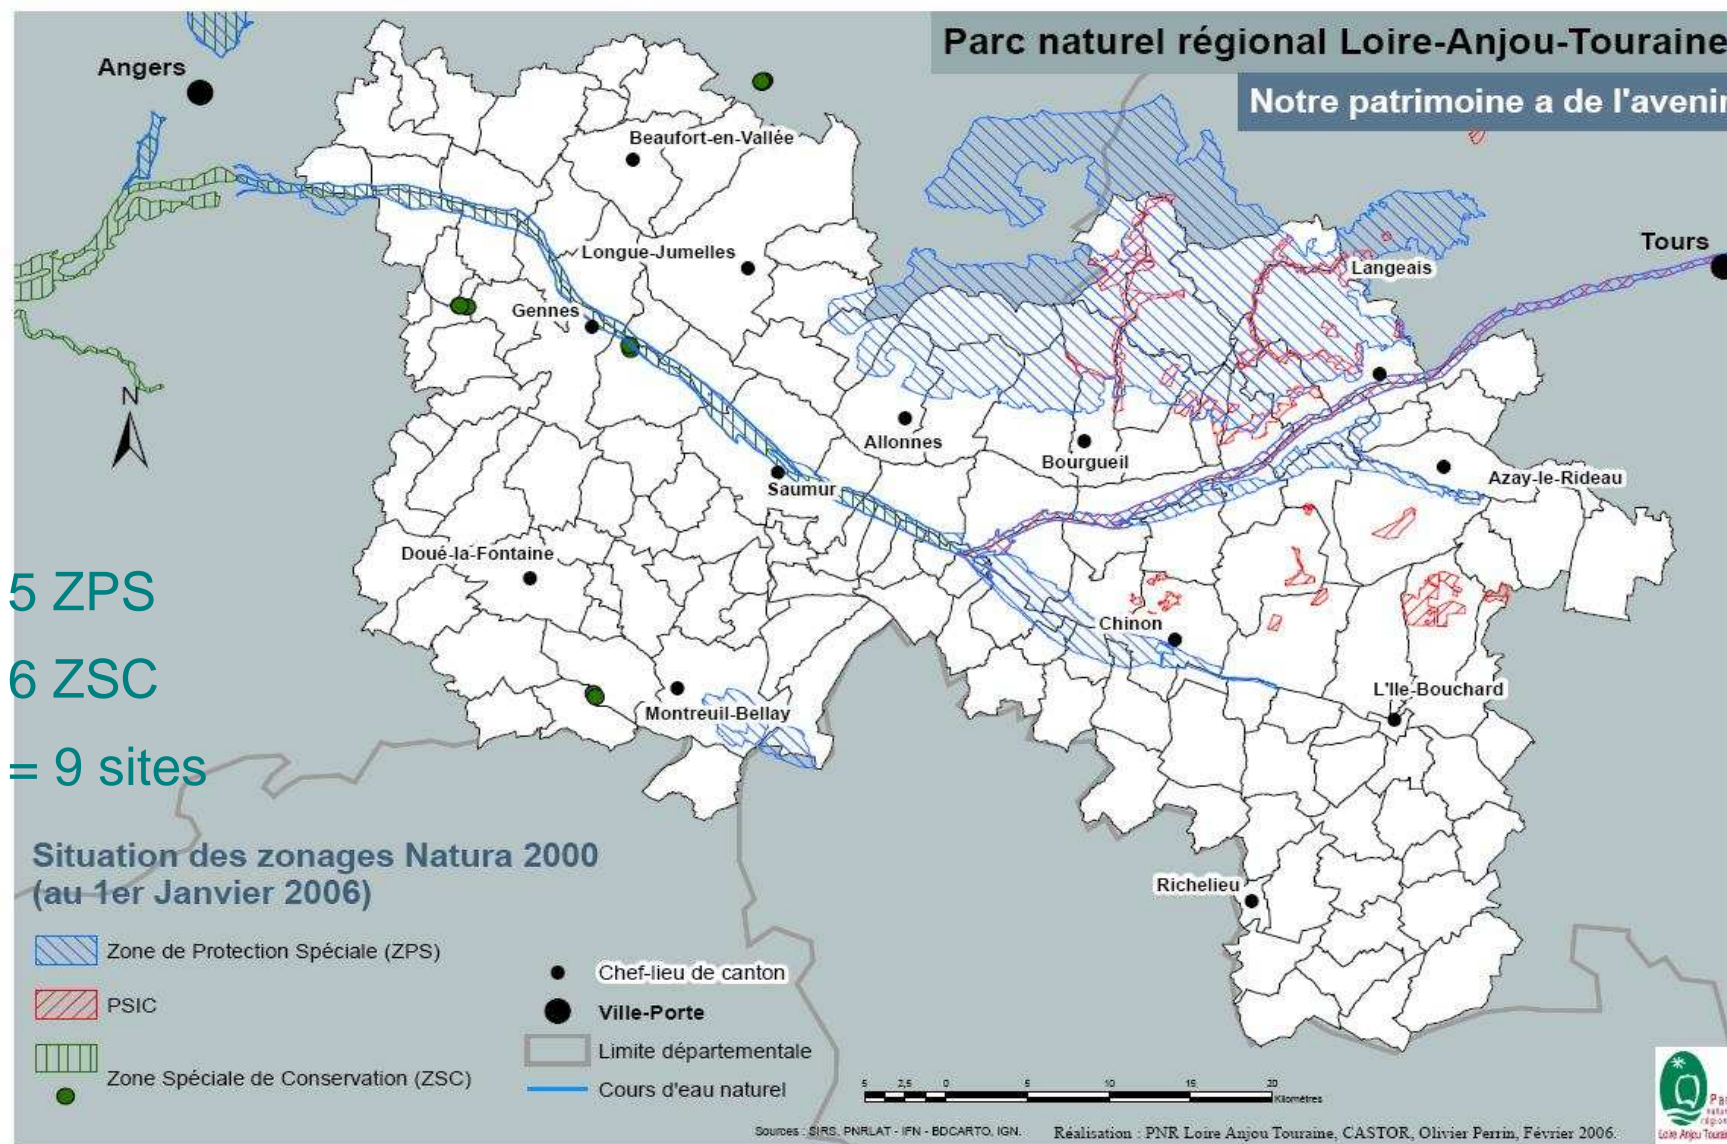 Parc naturel régional Loire-Anjou-Touraine
Notre patrimoine a de l'avenir
Angers
Beaufort-en-Vallée
Longue-Jumelles
Tours
Langeais
Gennes
N
Allonnes
Bourgueil
Saumur
Azay-le-Rideau
Doué-la-Fontaine
5 ZPS
6 ZSC
= 9 sites
Chinon
L'Ile-Bouchard
Montreuil-Bellay
Richelieu
Situation des zonages Natura 2000
(au 1er Janvier 2006)
Zone de Protection Spéciale (ZPS)
PSIC
Zone Spéciale de Conservation (ZSC)
Chef-lieu de canton
Ville-Porte
Limite départementale
Cours d'eau naturel
5 2,5 0 5 10 15 20
Kilomètres
Sources : SIRS, PNRLAT - IFN - BDCARTO, IGN.
Réalisation : PNR Loire Anjou Touraine, CASTOR, Olivier Perrin, Février 2006.
Loire Anjou Touraine